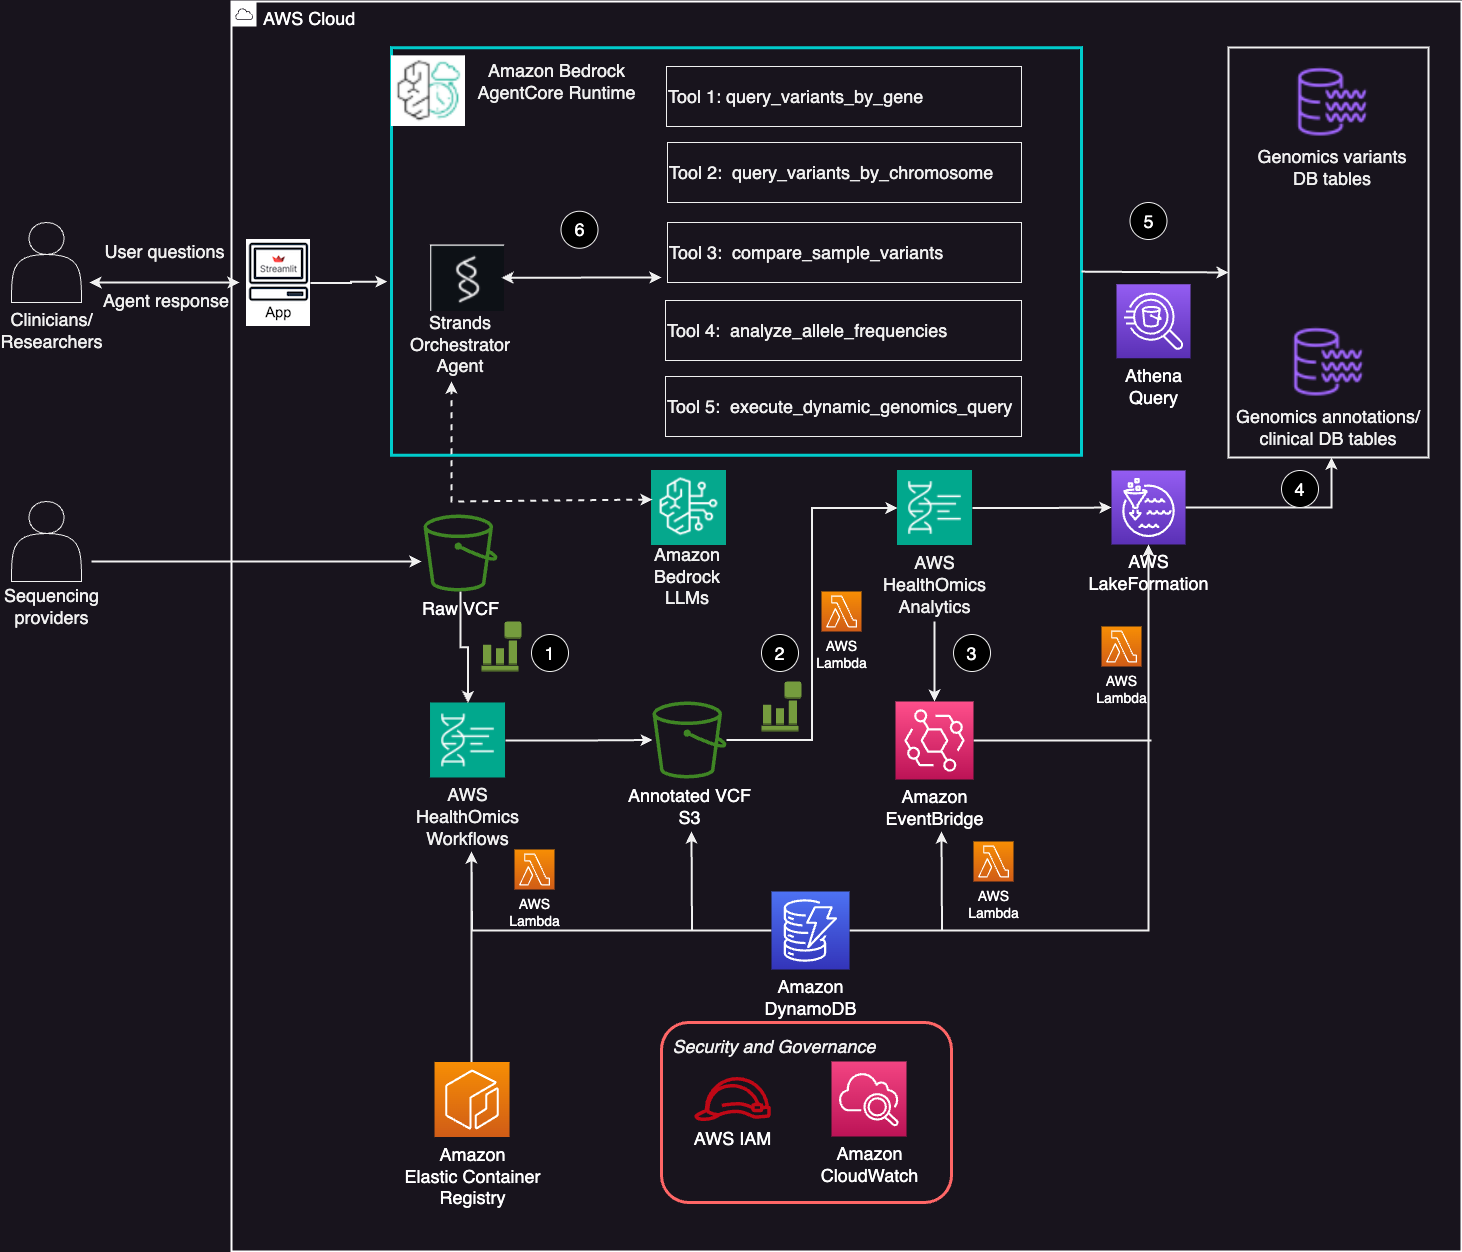 AWS Cloud
Amazon Bedrock
AgentCore Runtime
Tool 1: query_variants_by_gene
Tool 2: query_variants_by_chromosome
Tool 3: compare_sample_variants
Tool 4: analyze_allele_frequencies
Tool 5: execute_dynamic_genomics_query
6
Strands
Orchestrator
Agent
User questions
Agent response
Clinicians/
Researchers
Streamlit
App
5
Athena
Query
Genomics variants
DB tables
Genomics annotations/
clinical DB tables
4
Sequencing
providers
Raw VCF
Amazon
Bedrock
LLMs
AWS
HealthOmics
Analytics
AWS
LakeFormation
1
2
AWS
Lambda
3
AWS
Lambda
AWS
HealthOmics
Workflows
Annotated VCF
S3
Amazon
EventBridge
AWS
Lambda
AWS
Lambda
Amazon
DynamoDB
Security and Governance
AWS IAM
Amazon
CloudWatch
Amazon
Elastic Container
Registry